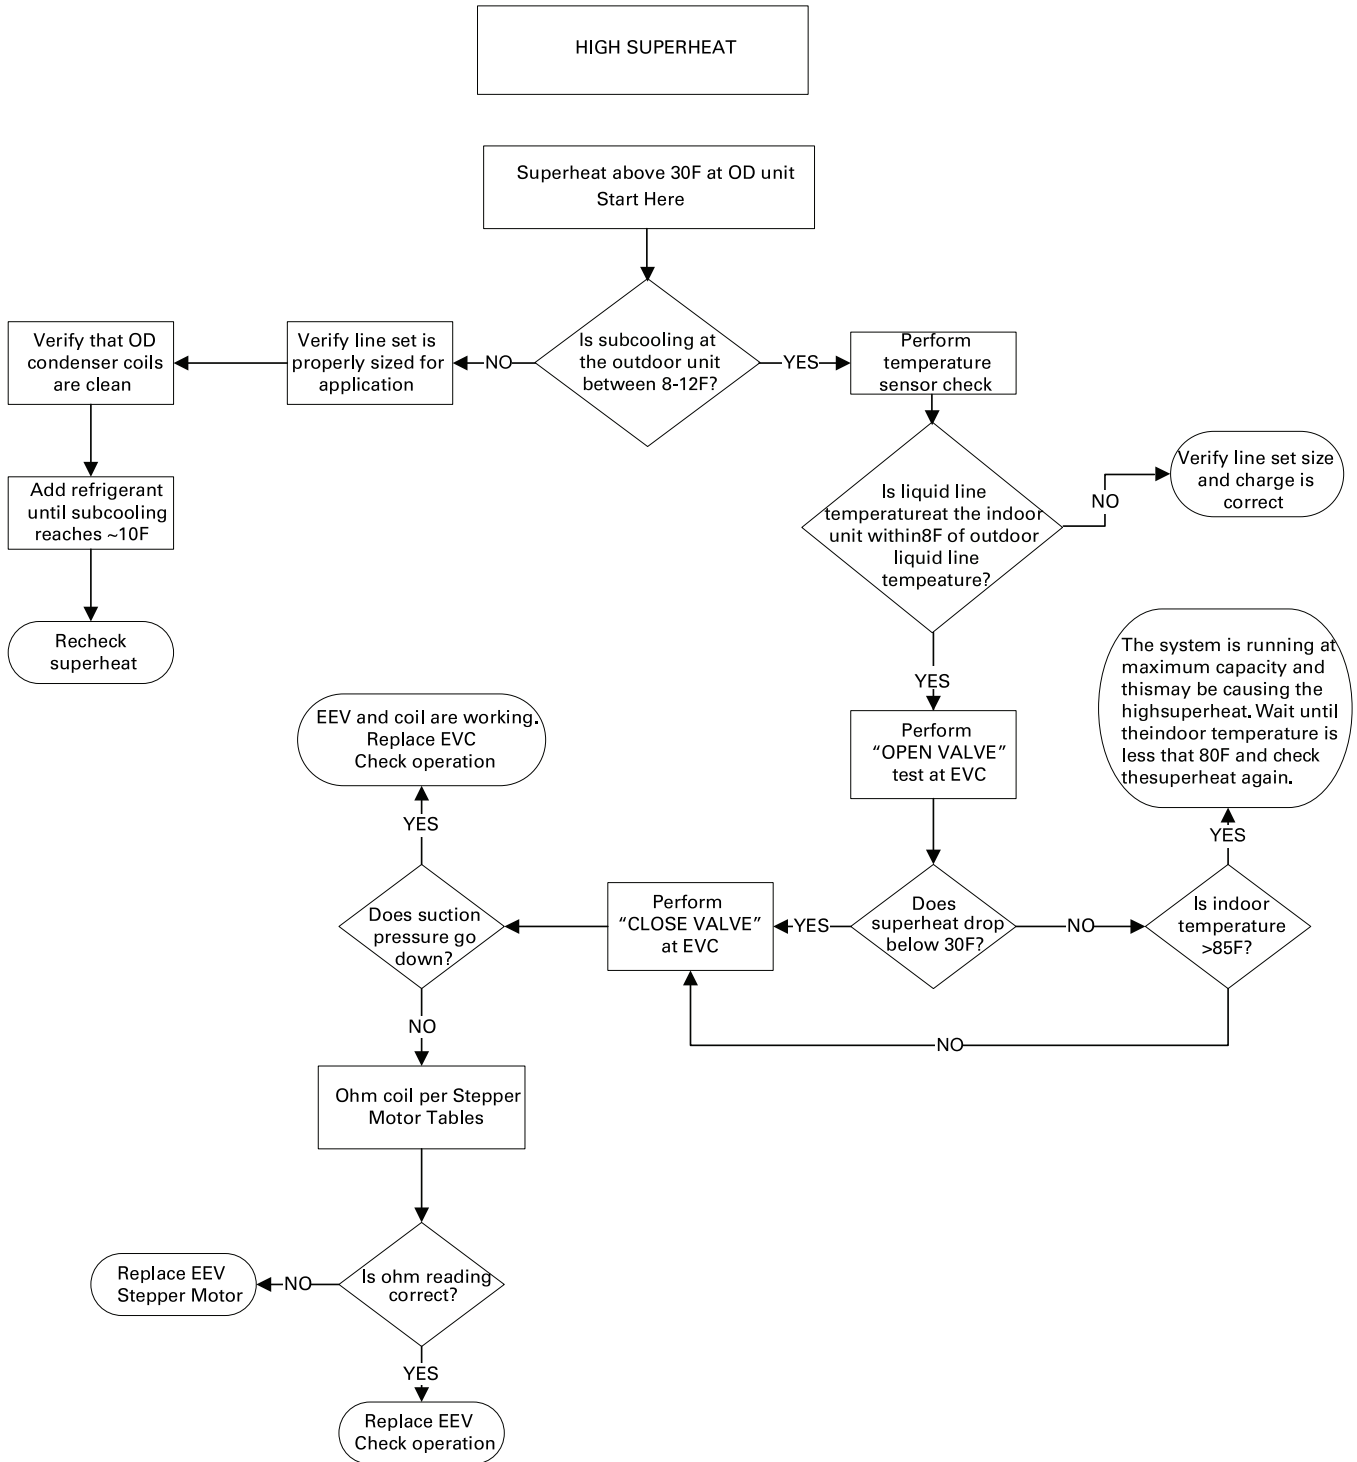 HIGH SUPERHEAT
Superheat above 30F at OD unit
Start Here
Is subcooling at
the outdoor unit
between 8-12F?
NO
Verify line set is
properly sized for
application
Verify that OD
condenser coils
are clean
Add refrigerant
until subcooling
reaches ~10F
Recheck
superheat
YES
Perform
temperature
sensor check
Is liquid line
temperatureat the indoor
unit within8F of outdoor
liquid line
tempeature?
NO
Verify line set size
and charge is
correct
YES
Perform
“OPEN VALVE”
test at EVC
Does
superheat drop
below 30F?
NO
Is indoor
temperature
>85F?
YES
The system is running at
maximum capacity and
thismay be causing the
highsuperheat. Wait until
theindoor temperature is
less that 80F and check
thesuperheat again.
NO
YES
Perform
“CLOSE VALVE”
at EVC
Does suction
pressure go
down?
YES
EEV and coil are working.
Replace EVC
Check operation
NO
Ohm coil per Stepper
Motor Tables
Is ohm reading
correct?
NO
Replace EEV
Stepper Motor
YES
Replace EEV
Check operation